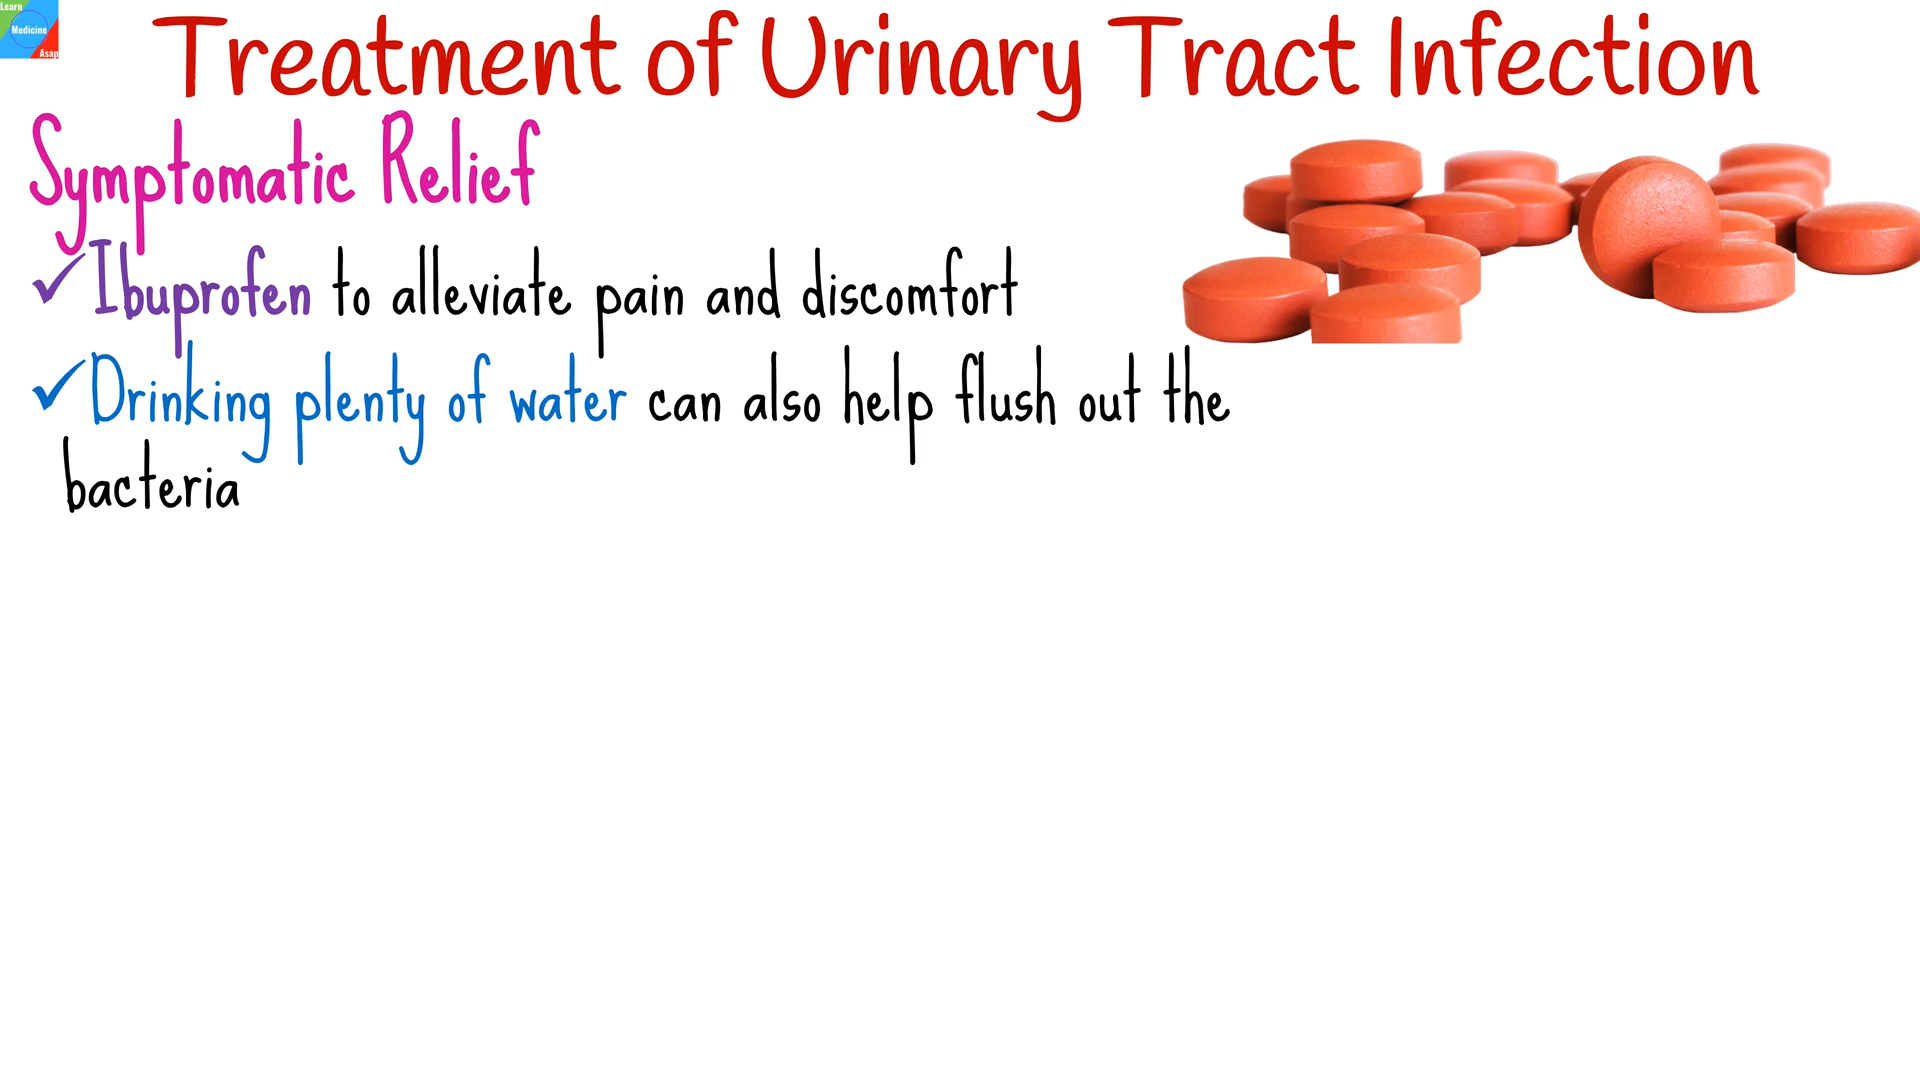 Learn
Medicine
Asap
Treatment of Urinary Tract Infection
Symptomatic Relief
✓Ibuprofen to alleviate pain and discomfort
✓Drinking plenty of water can also help flush out the
bacteria